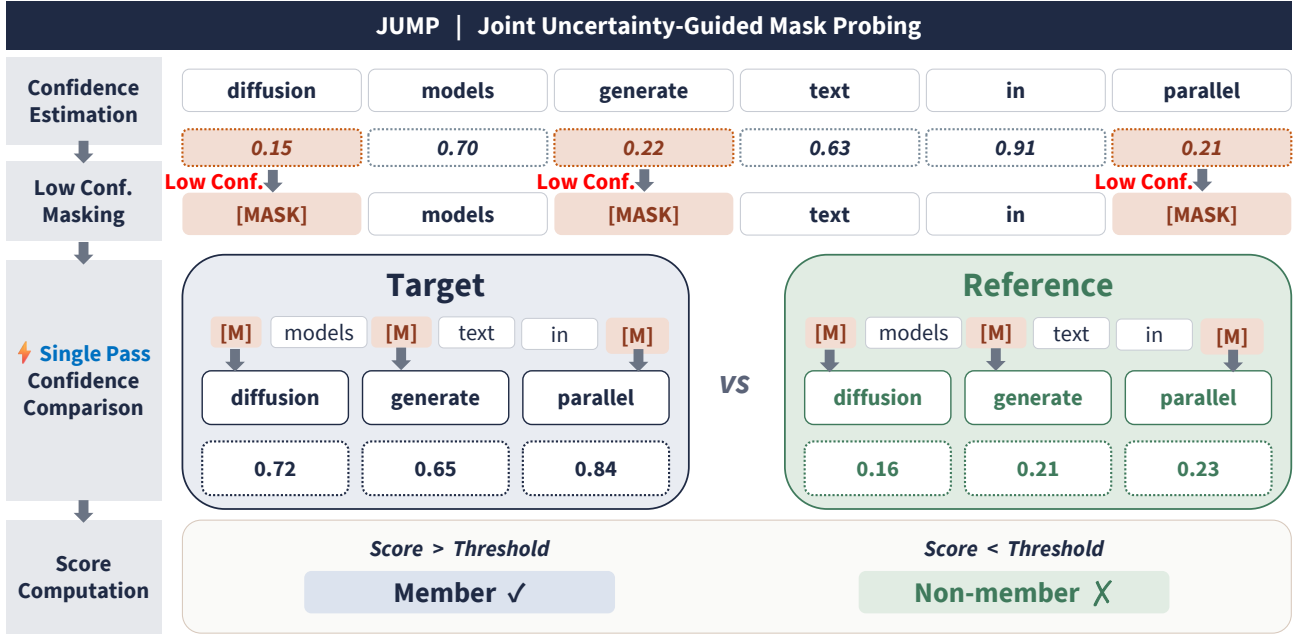 JUMP | Joint Uncertainty-Guided Mask Probing
Confidence
Estimation
diffusion models generate text in parallel
0.15 0.70 0.22 0.63 0.91 0.21
Low Conf.
Masking
Low Conf. Low Conf. Low Conf.
[MASK] models [MASK] text in [MASK]
⚡ Single Pass
Confidence
Comparison
Target
[M] models [M] text in [M]
diffusion generate parallel
0.72 0.65 0.84
VS
Reference
[M] models [M] text in [M]
diffusion generate parallel
0.16 0.21 0.23
Score
Computation
Score > Threshold
Member ✓
Score < Threshold
Non-member ✗